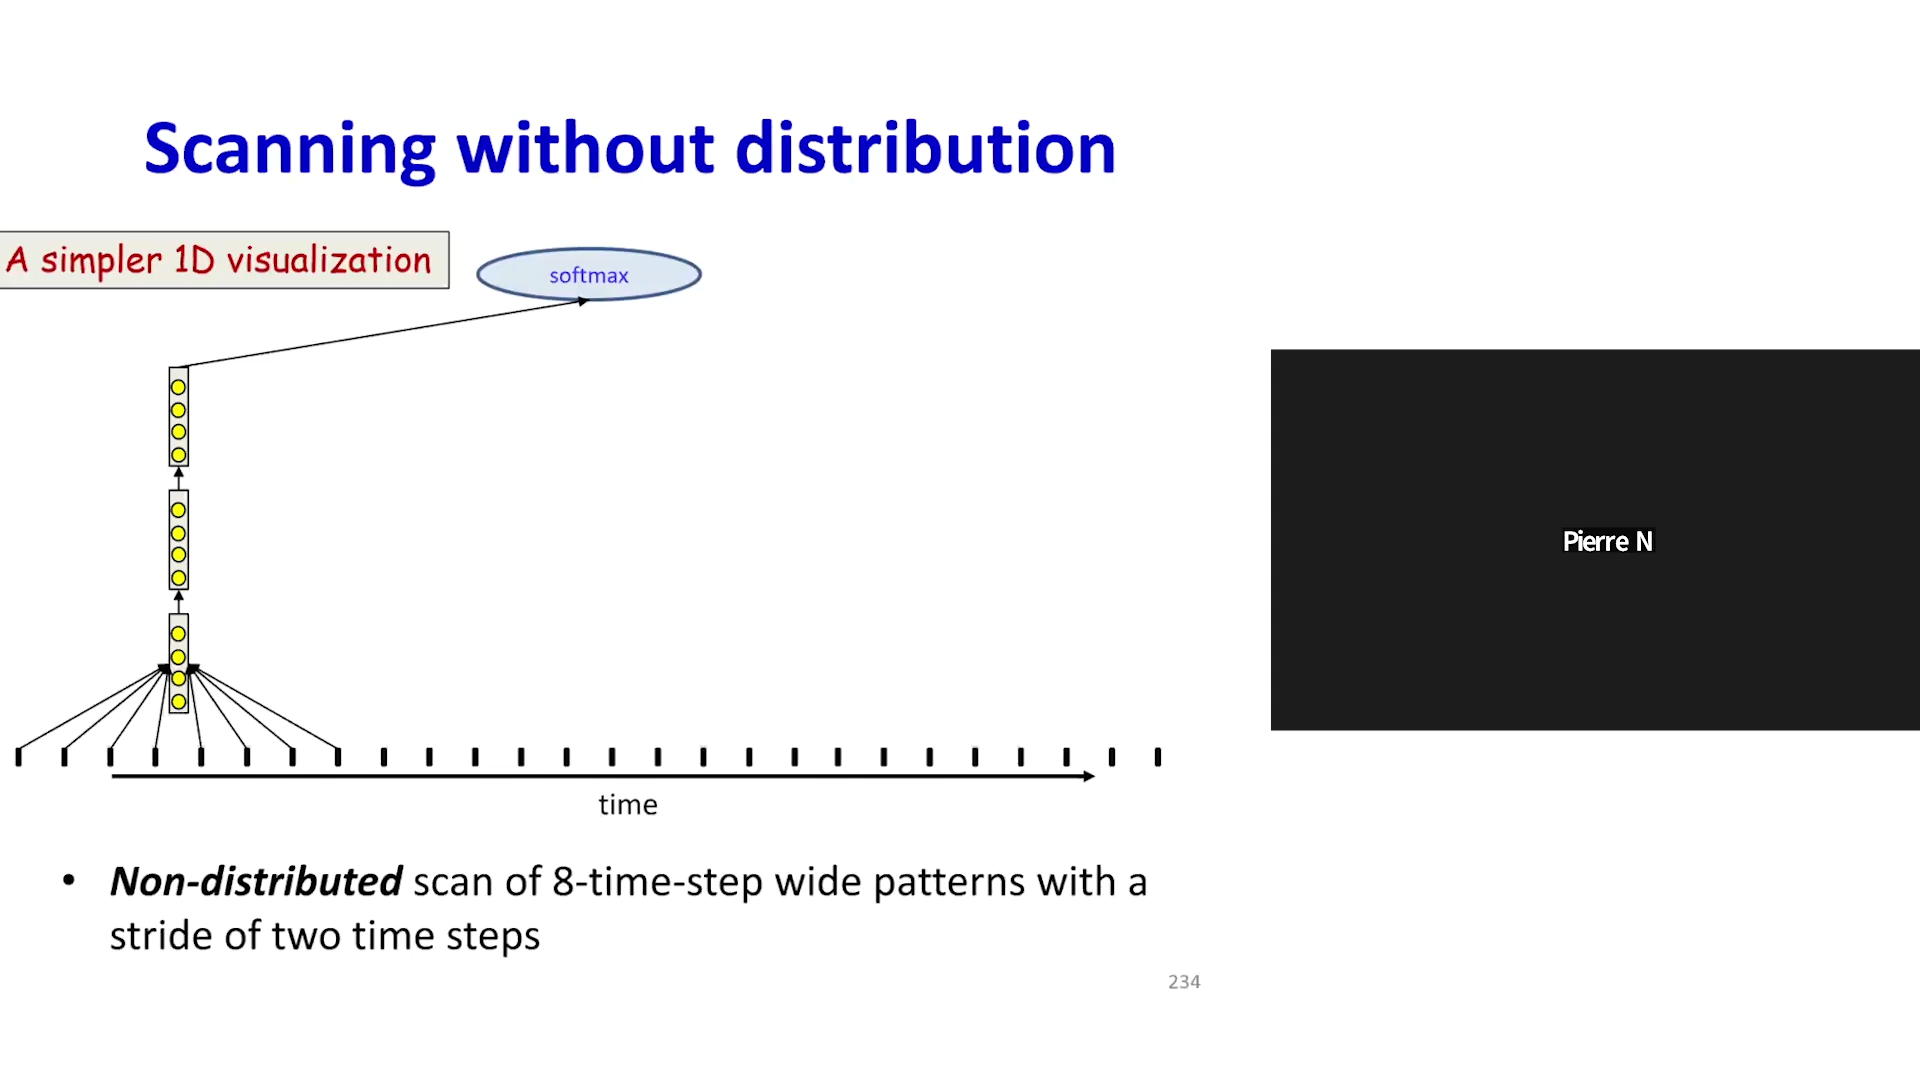 Scanning without distribution
A simpler 1D visualization
softmax
Pierre N
time
• Non-distributed scan of 8-time-step wide patterns with a
stride of two time steps
234